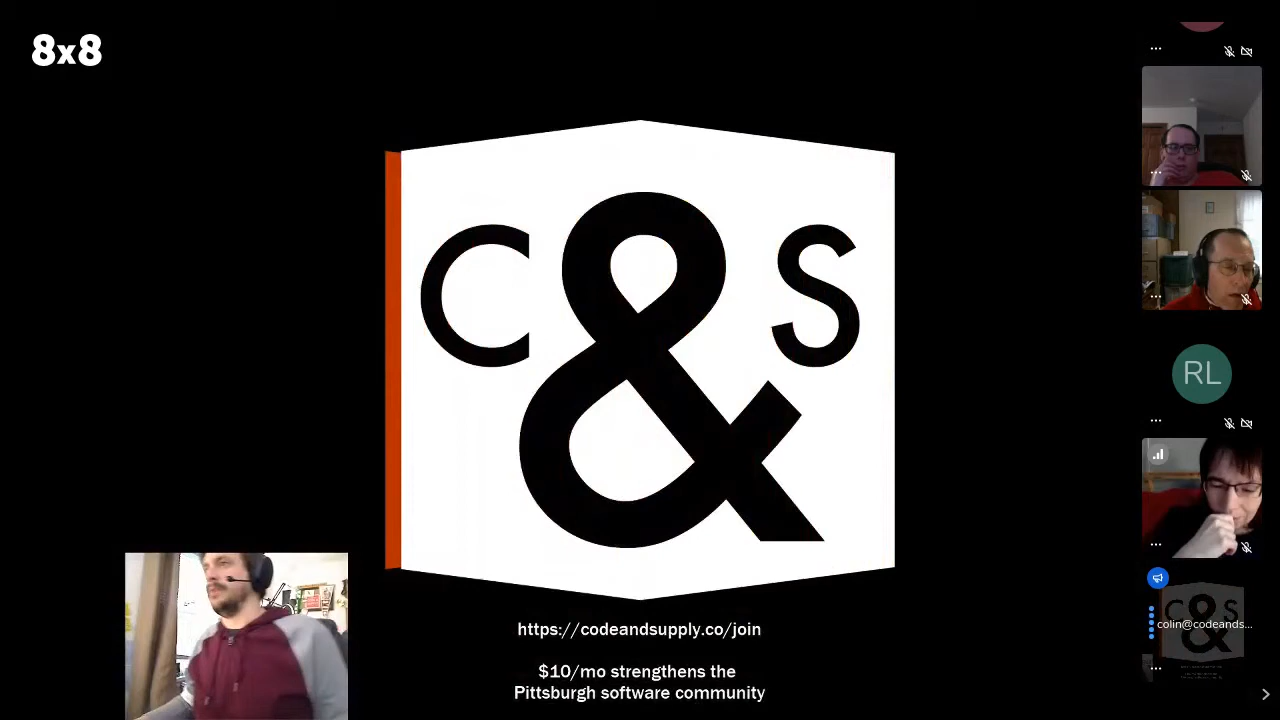 8x8
C&S
RL
colin@codeands...
https://codeandsupply.co/join
$10/mo strengthens the
Pittsburgh software community